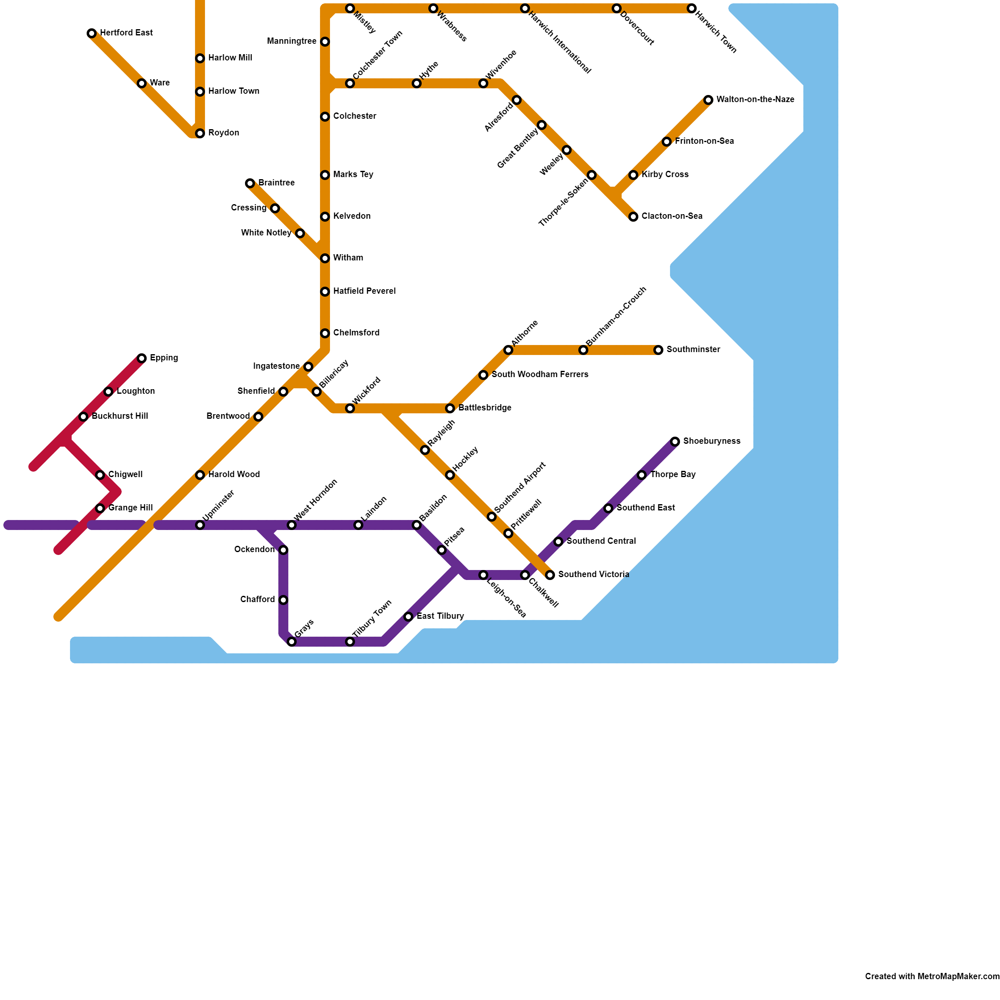 Mistley
Wrabness
Harwich International
Dovercourt
Harwich Town
Hertford East
Manningtree
Colchester Town
Hythe
Wivenhoe
Harlow Mill
Ware
Harlow Town
Alresford
Walton-on-the-Naze
Colchester
Roydon
Great Bentley
Frinton-on-Sea
Weeley
Marks Tey
Thorpe-le-Soken
Kirby Cross
Braintree
Cressing
Kelvedon
Clacton-on-Sea
White Notley
Witham
Hatfield Peverel
Chelmsford
Althorne
Burnham-on-Crouch
Southminster
Epping
Ingatestone
Billericay
South Woodham Ferrers
Loughton
Shenfield
Wickford
Battlesbridge
Buckhurst Hill
Brentwood
Rayleigh
Shoeburyness
Chigwell
Harold Wood
Hockley
Thorpe Bay
Grange Hill
Southend Airport
Southend East
Upminster
West Horndon
Laindon
Basildon
Prittlewell
Ockendon
Pitsea
Southend Central
Leigh-on-Sea
Chalkwell
Southend Victoria
Chafford
East Tilbury
Grays
Tilbury Town
Created with MetroMapMaker.com